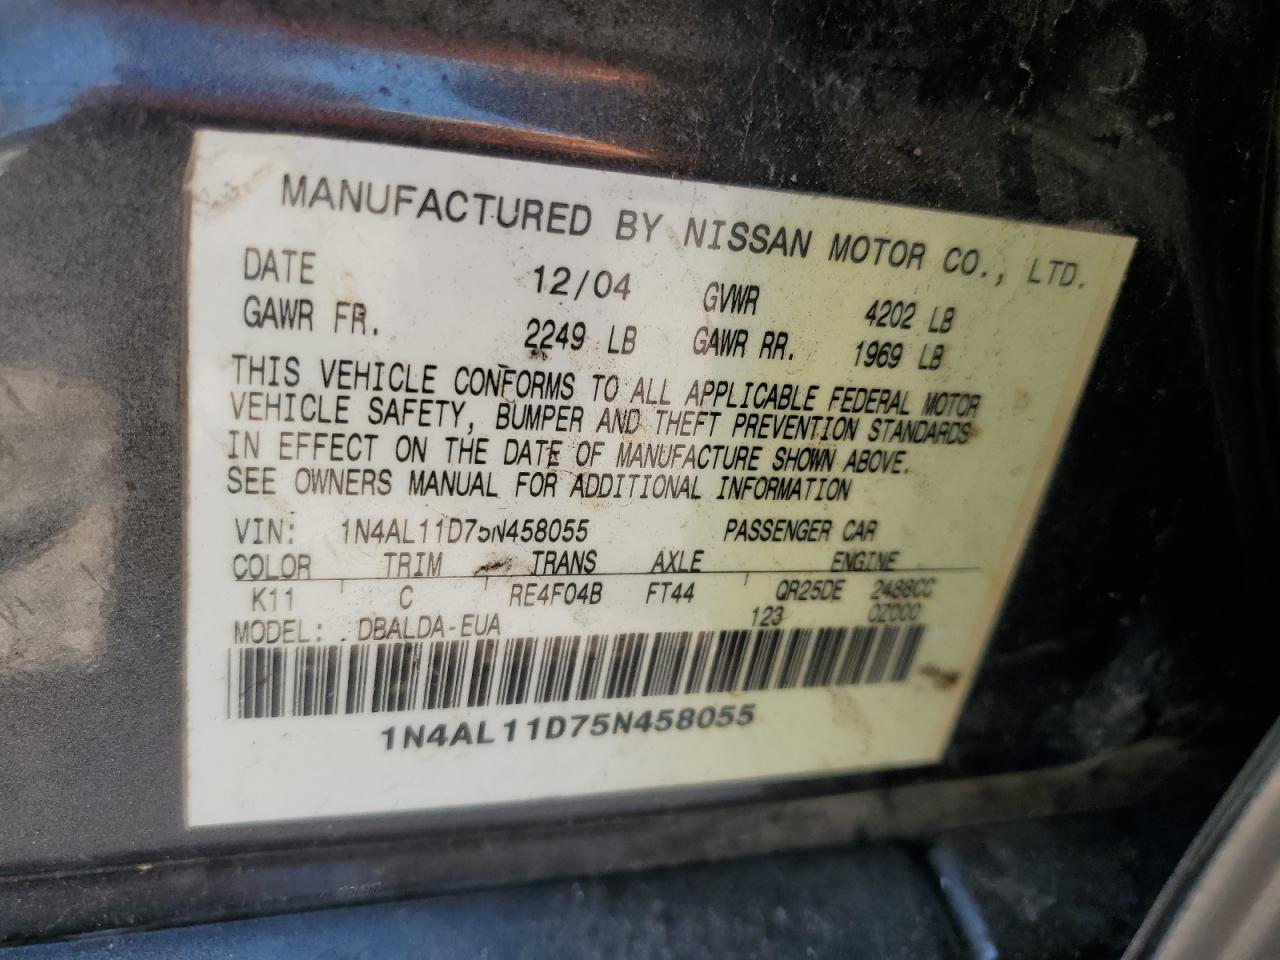 MANUFACTURED BY NISSAN MOTOR CO., LTD.
DATE 12/04 GVWR 4202 LB
GAWR FR. 2249 LB GAWR RR. 1969 LB
THIS VEHICLE CONFORMS TO ALL APPLICABLE FEDERAL MOTOR
VEHICLE SAFETY, BUMPER AND THEFT PREVENTION STANDARDS
IN EFFECT ON THE DATE OF MANUFACTURE SHOWN ABOVE.
SEE OWNERS MANUAL FOR ADDITIONAL INFORMATION
VIN: 1N4AL11D75N458055 PASSENGER CAR
COLOR TRIM TRANS AXLE ENGINE
K11 C RE4F04B FT44 QR25DE 2488CC
MODEL: DBALDA-EUA 123 0Z000
1N4AL11D75N458055